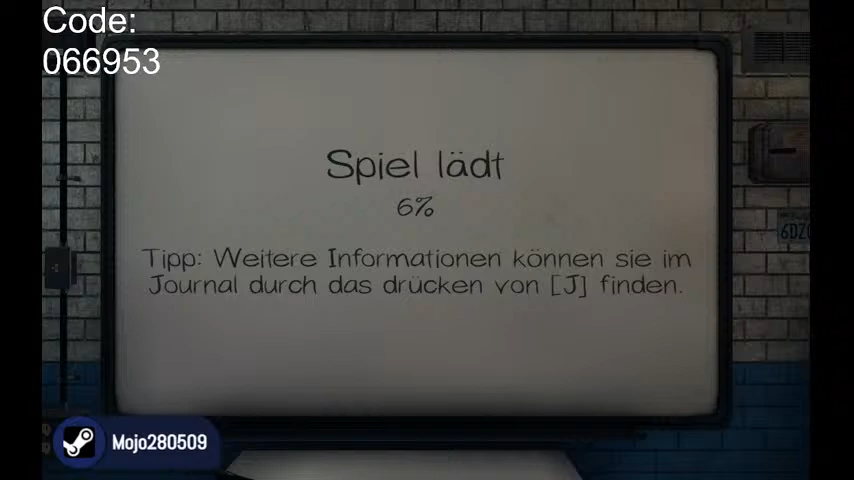 Code:
066953
Spiel lädt
6%
Tipp: Weitere Informationen können sie im
Journal durch das drücken von [J] finden.
Mojo280509